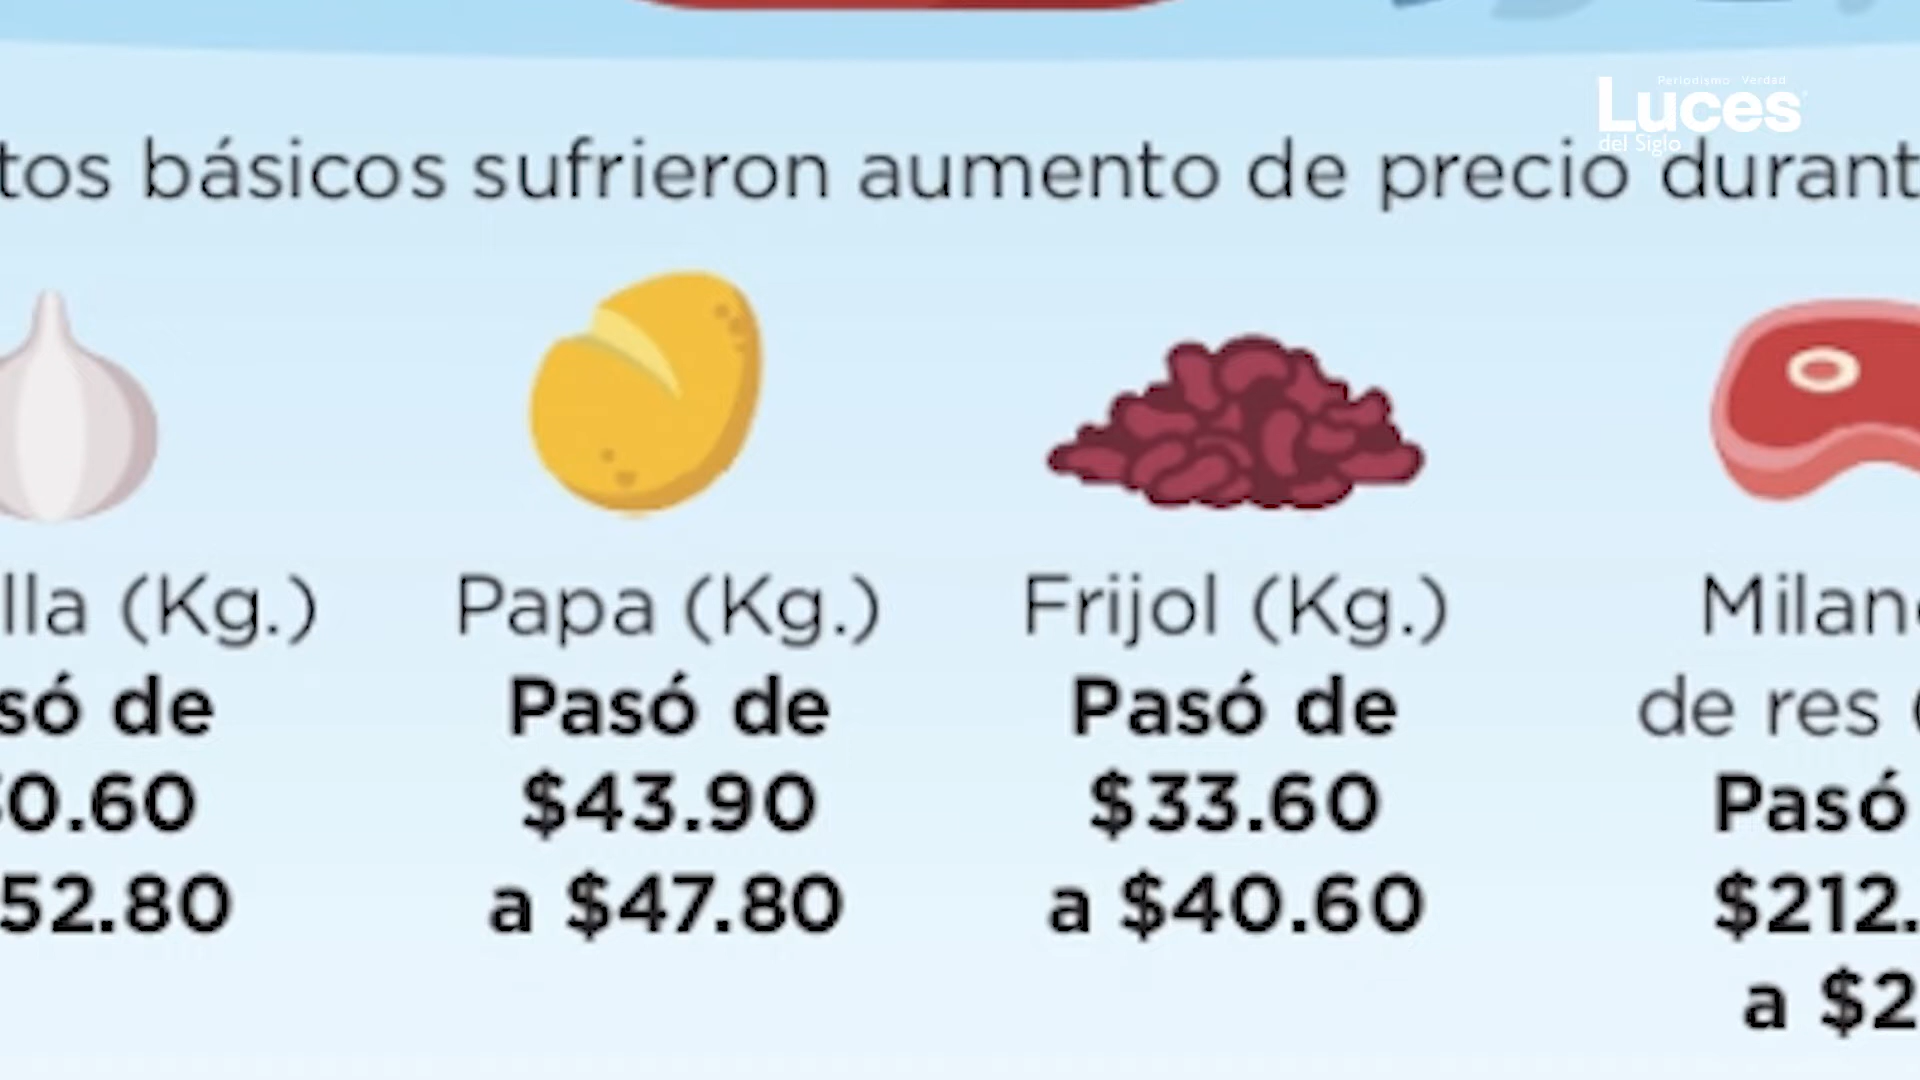 Periodismo Verdad
Luces
del Siglo
tos básicos sufrieron aumento de precio durant
lla (Kg.)
só de
0.60
52.80
Papa (Kg.)
Pasó de
$43.90
a $47.80
Frijol (Kg.)
Pasó de
$33.60
a $40.60
Milan
de res (
Pasó
$212.
a $2